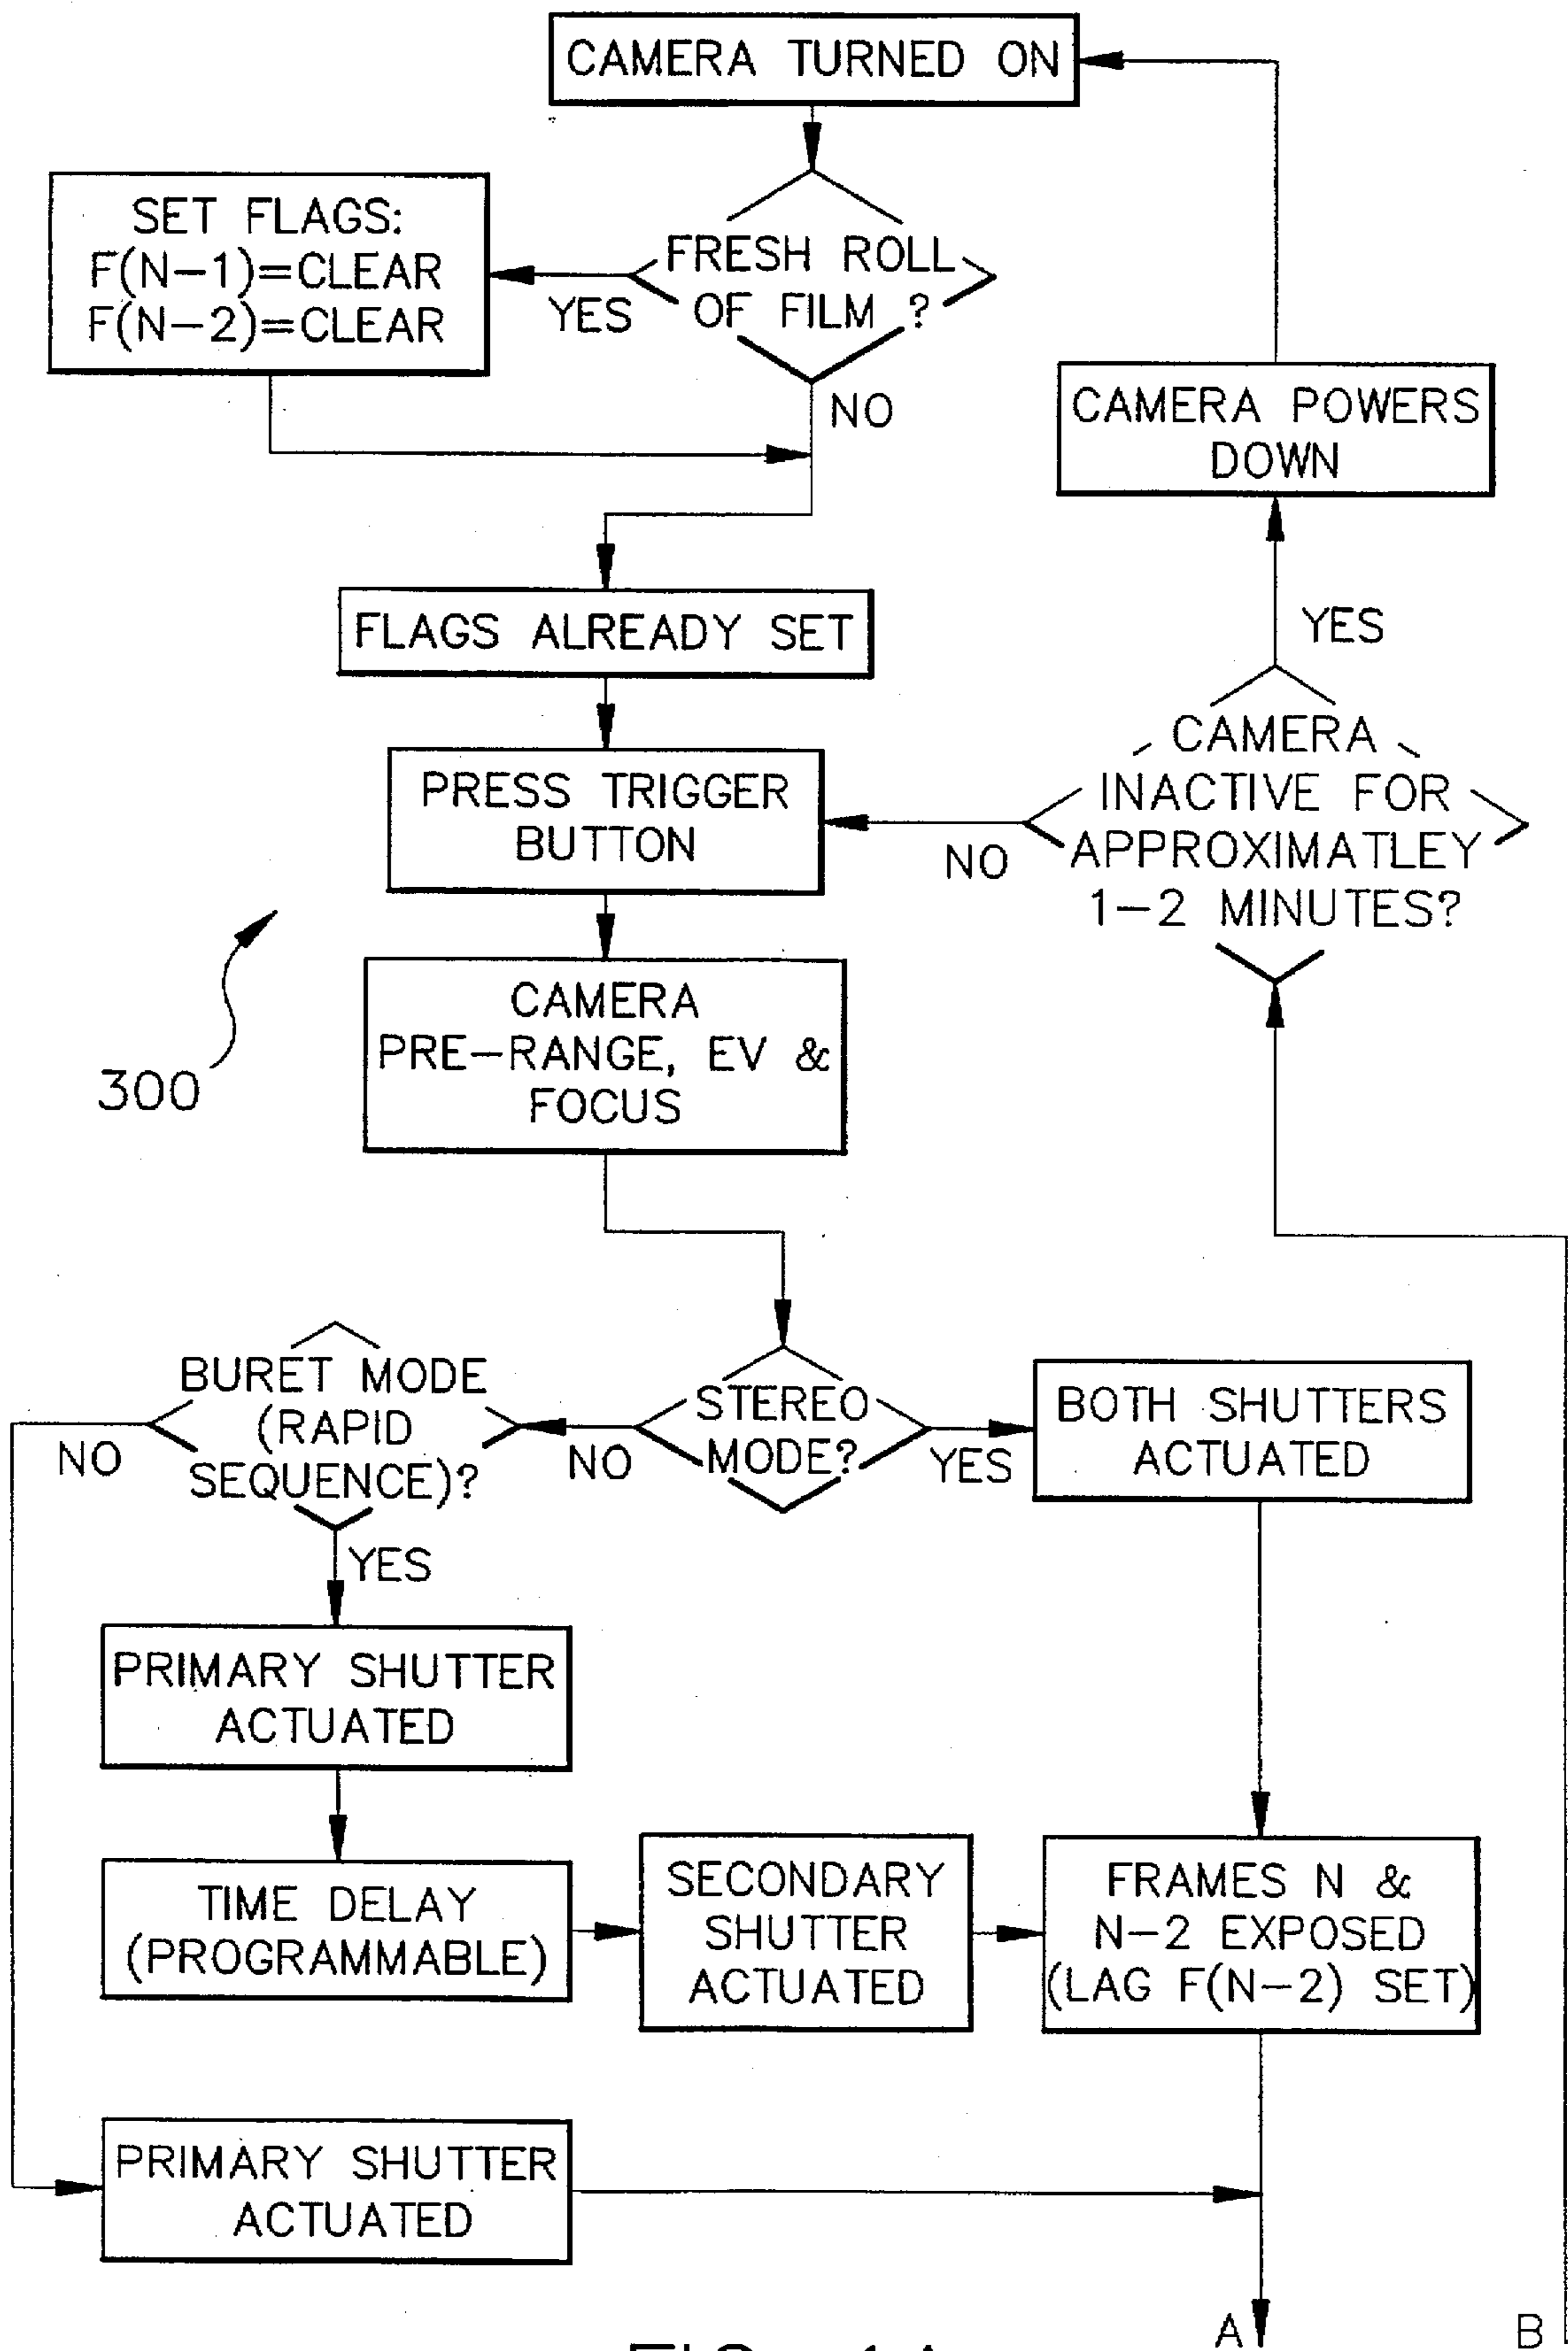 CAMERA TURNED ON
SET FLAGS:
F(N-1)=CLEAR
F(N-2)=CLEAR
FRESH ROLL
OF FILM ?
YES
NO
CAMERA POWERS
DOWN
FLAGS ALREADY SET
YES
PRESS TRIGGER
BUTTON
CAMERA
INACTIVE FOR
APPROXIMATLEY
1-2 MINUTES?
NO
CAMERA
PRE-RANGE, EV &
FOCUS
300
BURET MODE
(RAPID
SEQUENCE)?
NO
YES
STEREO
MODE?
NO
YES
BOTH SHUTTERS
ACTUATED
PRIMARY SHUTTER
ACTUATED
TIME DELAY
(PROGRAMMABLE)
SECONDARY
SHUTTER
ACTUATED
FRAMES N &
N-2 EXPOSED
(LAG F(N-2) SET)
PRIMARY SHUTTER
ACTUATED
A
B